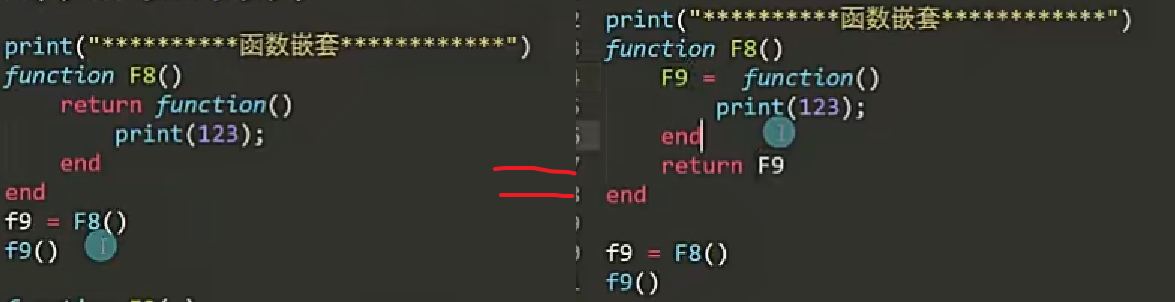 print("**********函数嵌套************")
function F8()
    return function()
        print(123);
    end
end
f9 = F8()
f9()
print("**********函数嵌套************")
function F8()
    F9 =  function()
        print(123);
    end
    return F9
end
f9 = F8()
f9()